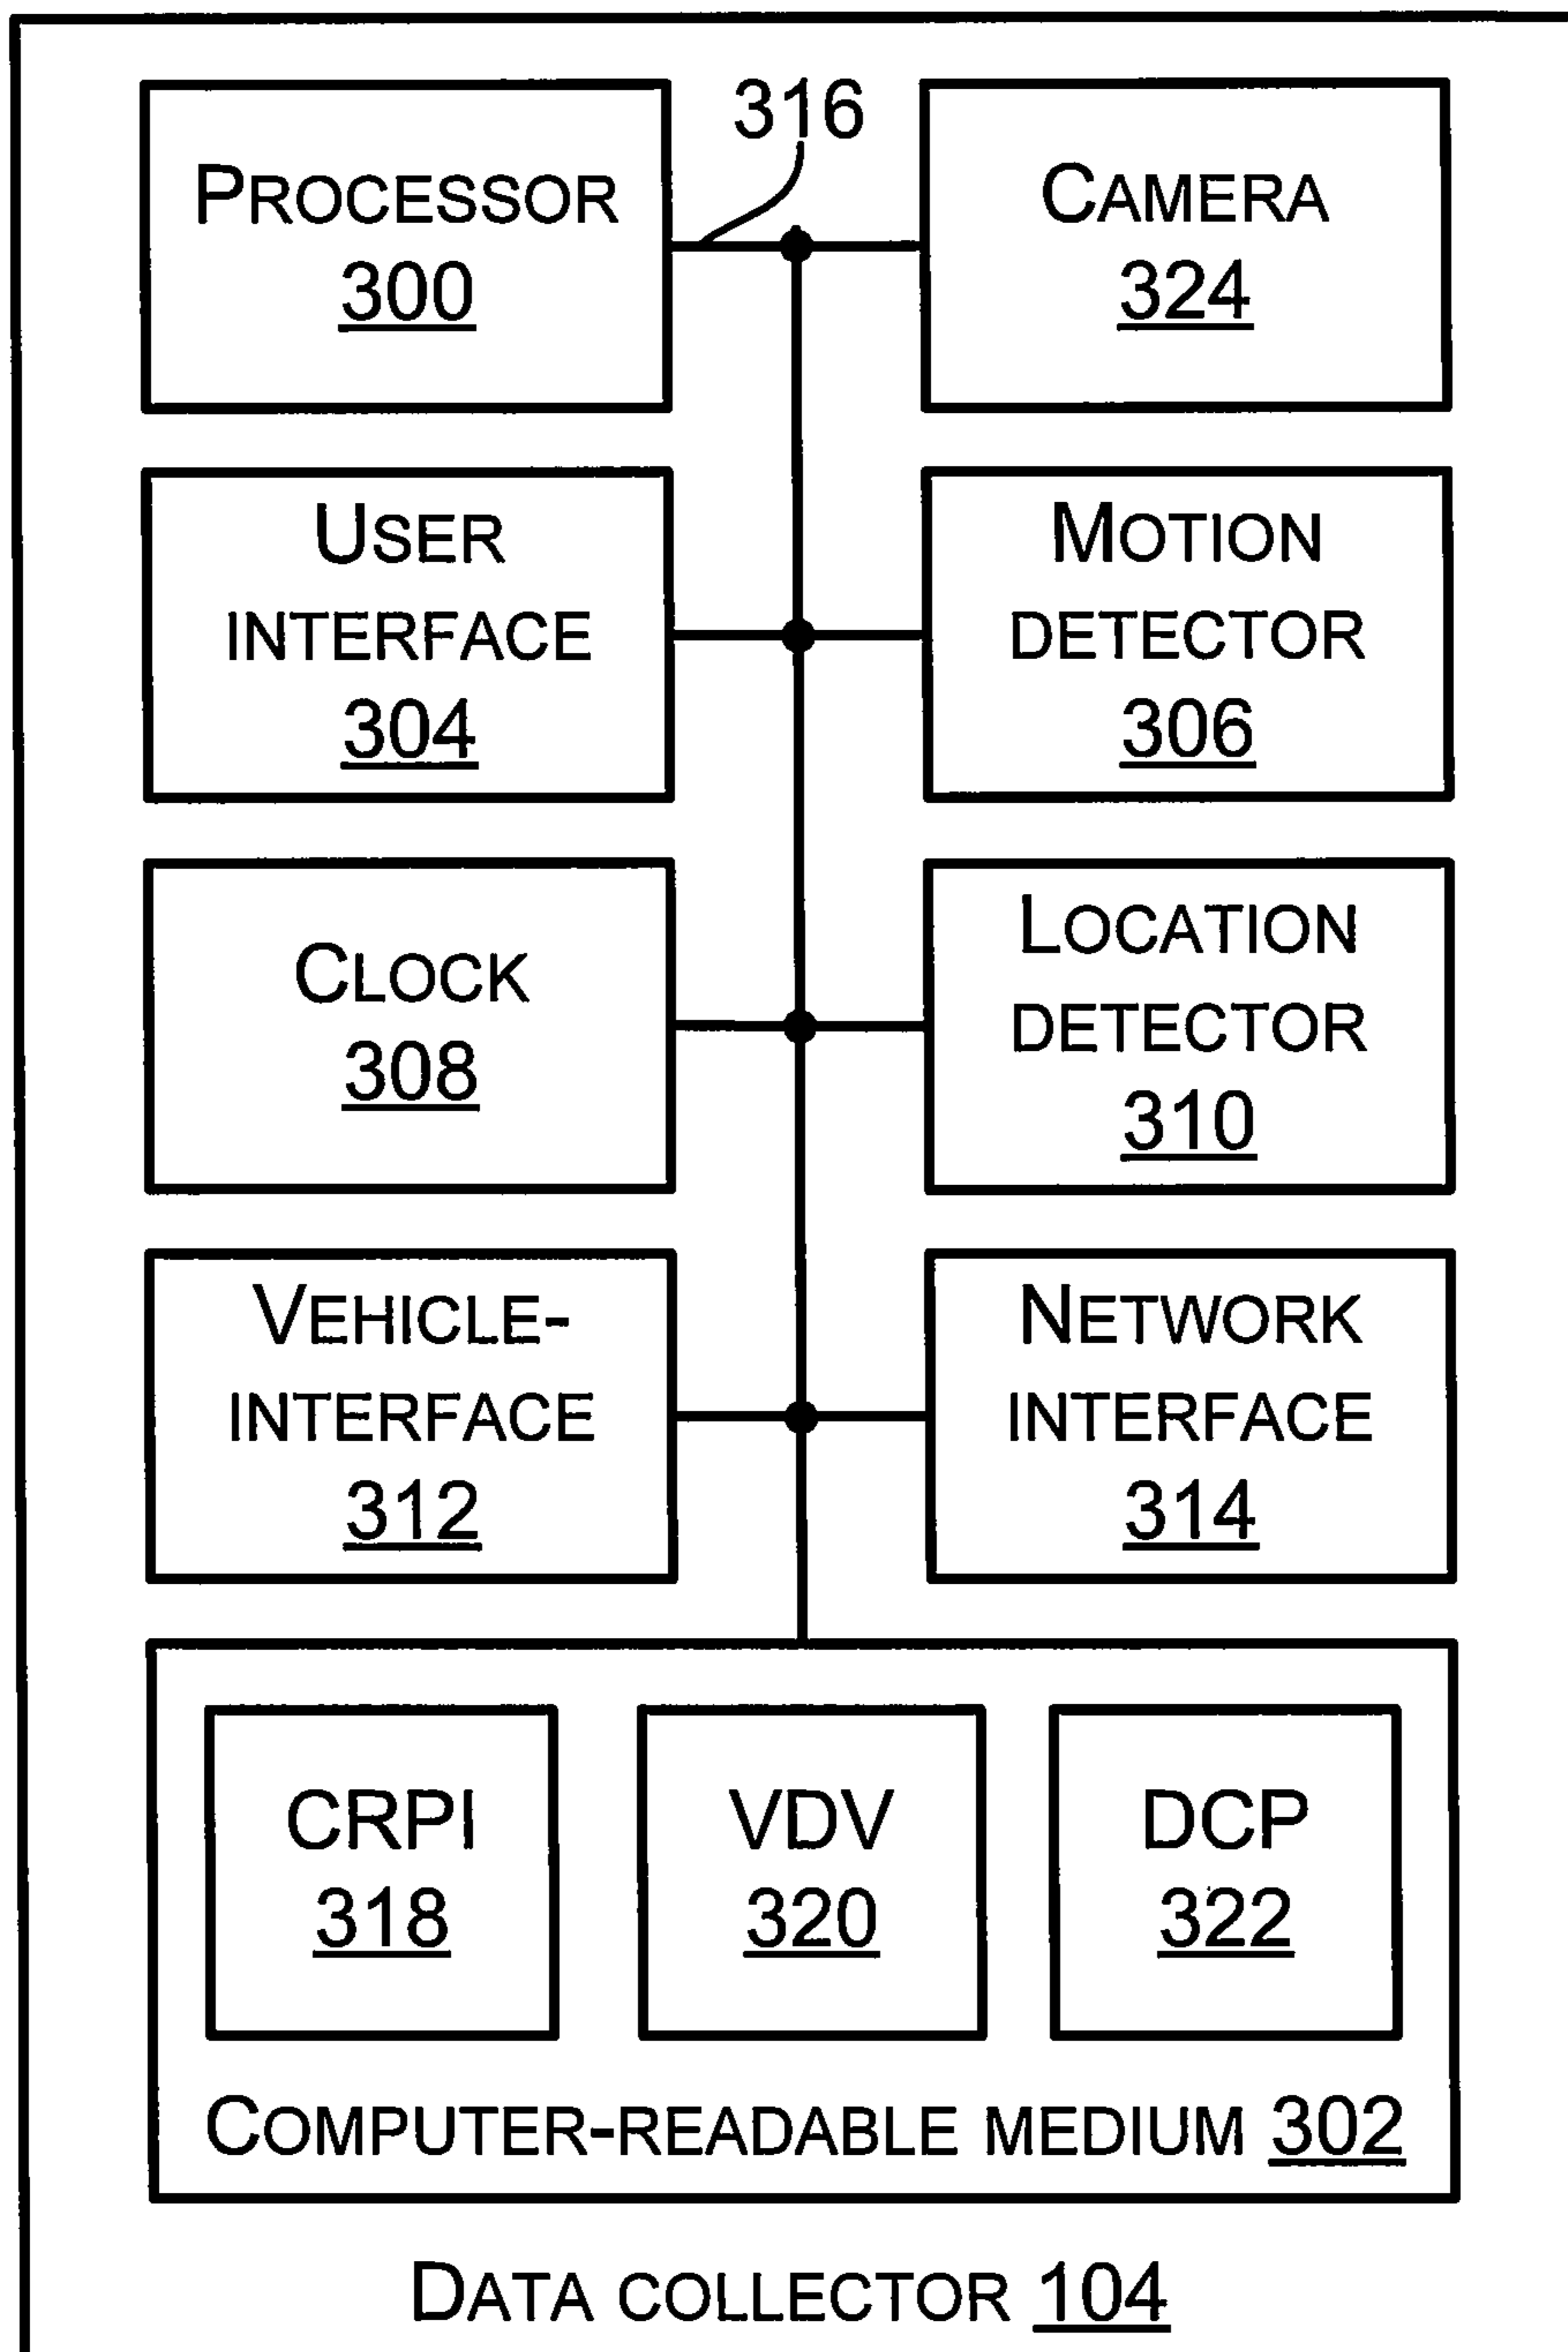 316
PROCESSOR
300
CAMERA
324
USER
INTERFACE
304
MOTION
DETECTOR
306
CLOCK
308
LOCATION
DETECTOR
310
VEHICLE-
INTERFACE
312
NETWORK
INTERFACE
314
CRPI
318
VDV
320
DCP
322
COMPUTER-READABLE MEDIUM 302
DATA COLLECTOR 104